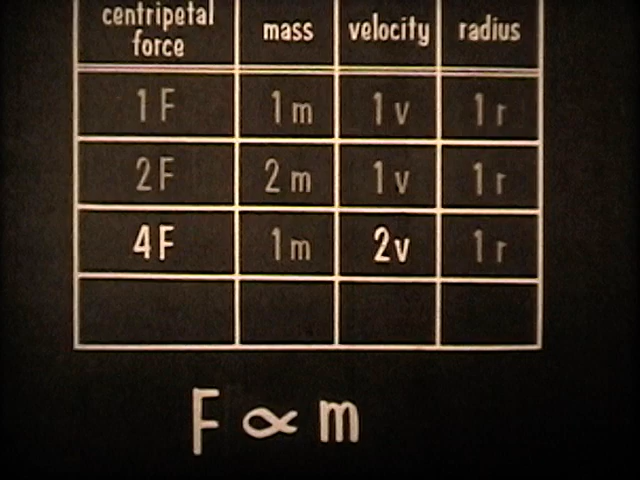 centripetal force mass velocity radius
1F 1m 1v 1r
2F 2m 1v 1r
4F 1m 2v 1r
F ∝ m